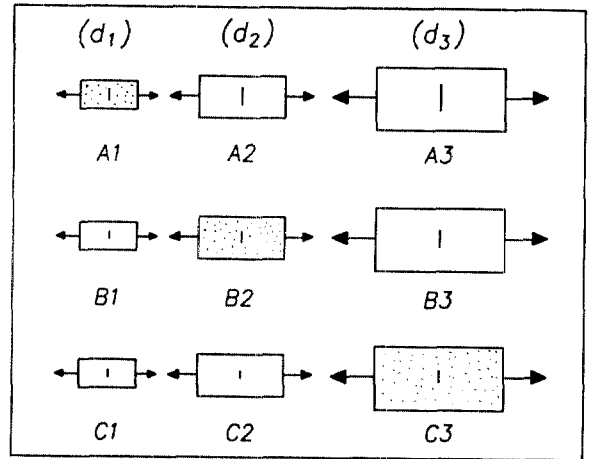 (d₁) (d₂) (d₃)
A1 A2 A3
B1 B2 B3
C1 C2 C3